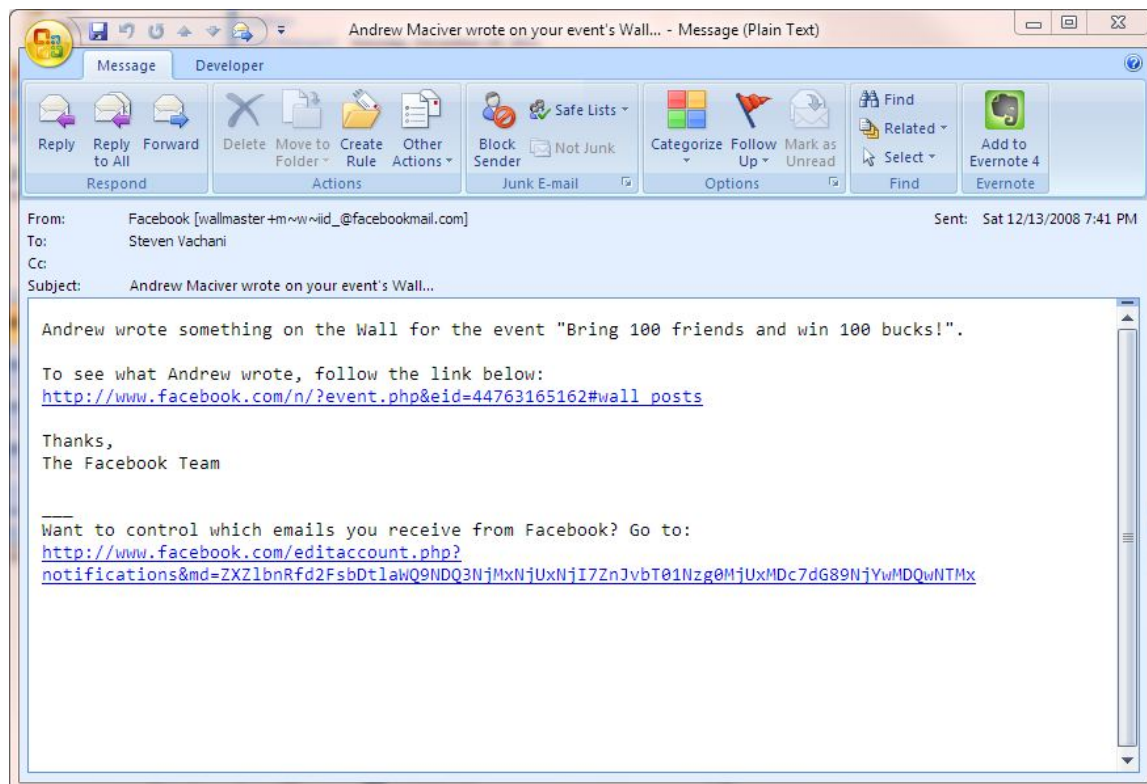 Andrew Maciver wrote on your event's Wall... - Message (Plain Text)
Message Developer
Reply Reply to All Forward Delete Move to Folder Create Rule Other Actions Block Sender Safe Lists Not Junk Categorize Follow Up Mark as Unread Find Related Select Add to Evernote 4
Respond Actions Junk E-mail Options Find Evernote
From: Facebook [wallmaster+m~w~iid_@facebookmail.com] Sent: Sat 12/13/2008 7:41 PM
To: Steven Vachani
Cc:
Subject: Andrew Maciver wrote on your event's Wall...
Andrew wrote something on the Wall for the event "Bring 100 friends and win 100 bucks!".
To see what Andrew wrote, follow the link below:
http://www.facebook.com/n/?event.php&eid=44763165162#wall_posts
Thanks,
The Facebook Team
___
Want to control which emails you receive from Facebook? Go to:
http://www.facebook.com/editaccount.php?
notifications&md=ZXZlbnRfd2FsbDtlaWQ9NDQ3NjMxNjUxNjI7ZnJvbT01Nzg0MjUxMDc7dG89NjYwMDQwNTMx